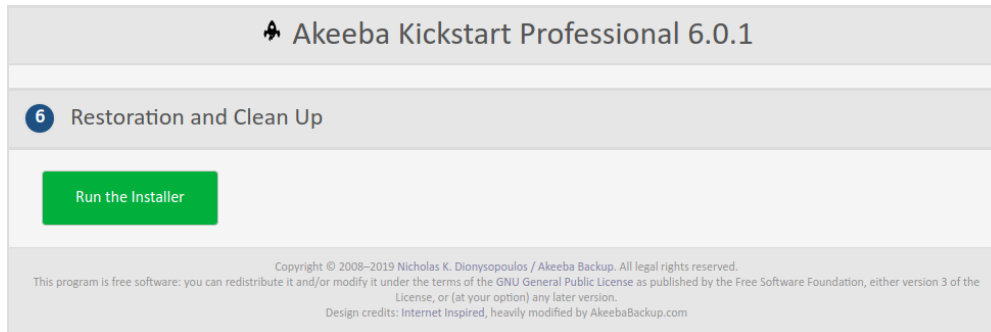 Akeeba Kickstart Professional 6.0.1
6 Restoration and Clean Up
Run the Installer
Copyright © 2008–2019 Nicholas K. Dionysopoulos / Akeeba Backup. All legal rights reserved.
This program is free software: you can redistribute it and/or modify it under the terms of the GNU General Public License as published by the Free Software Foundation, either version 3 of the
License, or (at your option) any later version.
Design credits: Internet Inspired, heavily modified by AkeebaBackup.com